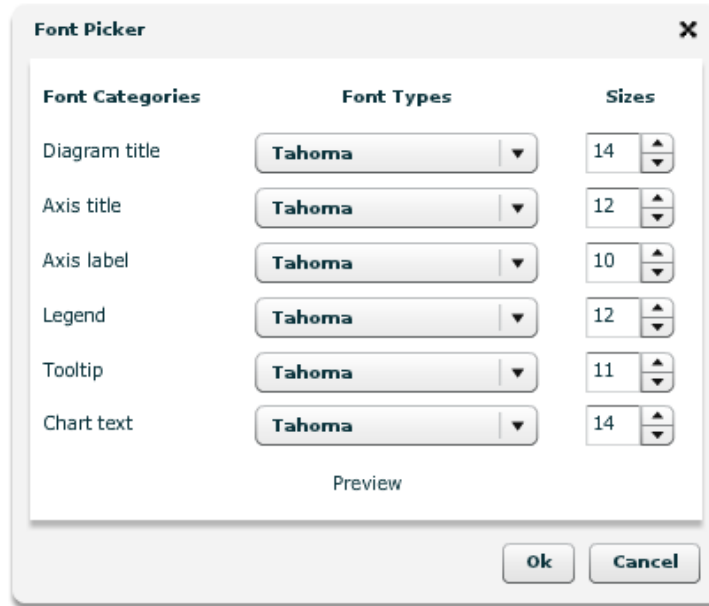 Font Picker
Font Categories Font Types Sizes
Diagram title Tahoma 14
Axis title Tahoma 12
Axis label Tahoma 10
Legend Tahoma 12
Tooltip Tahoma 11
Chart text Tahoma 14
Preview
Ok Cancel